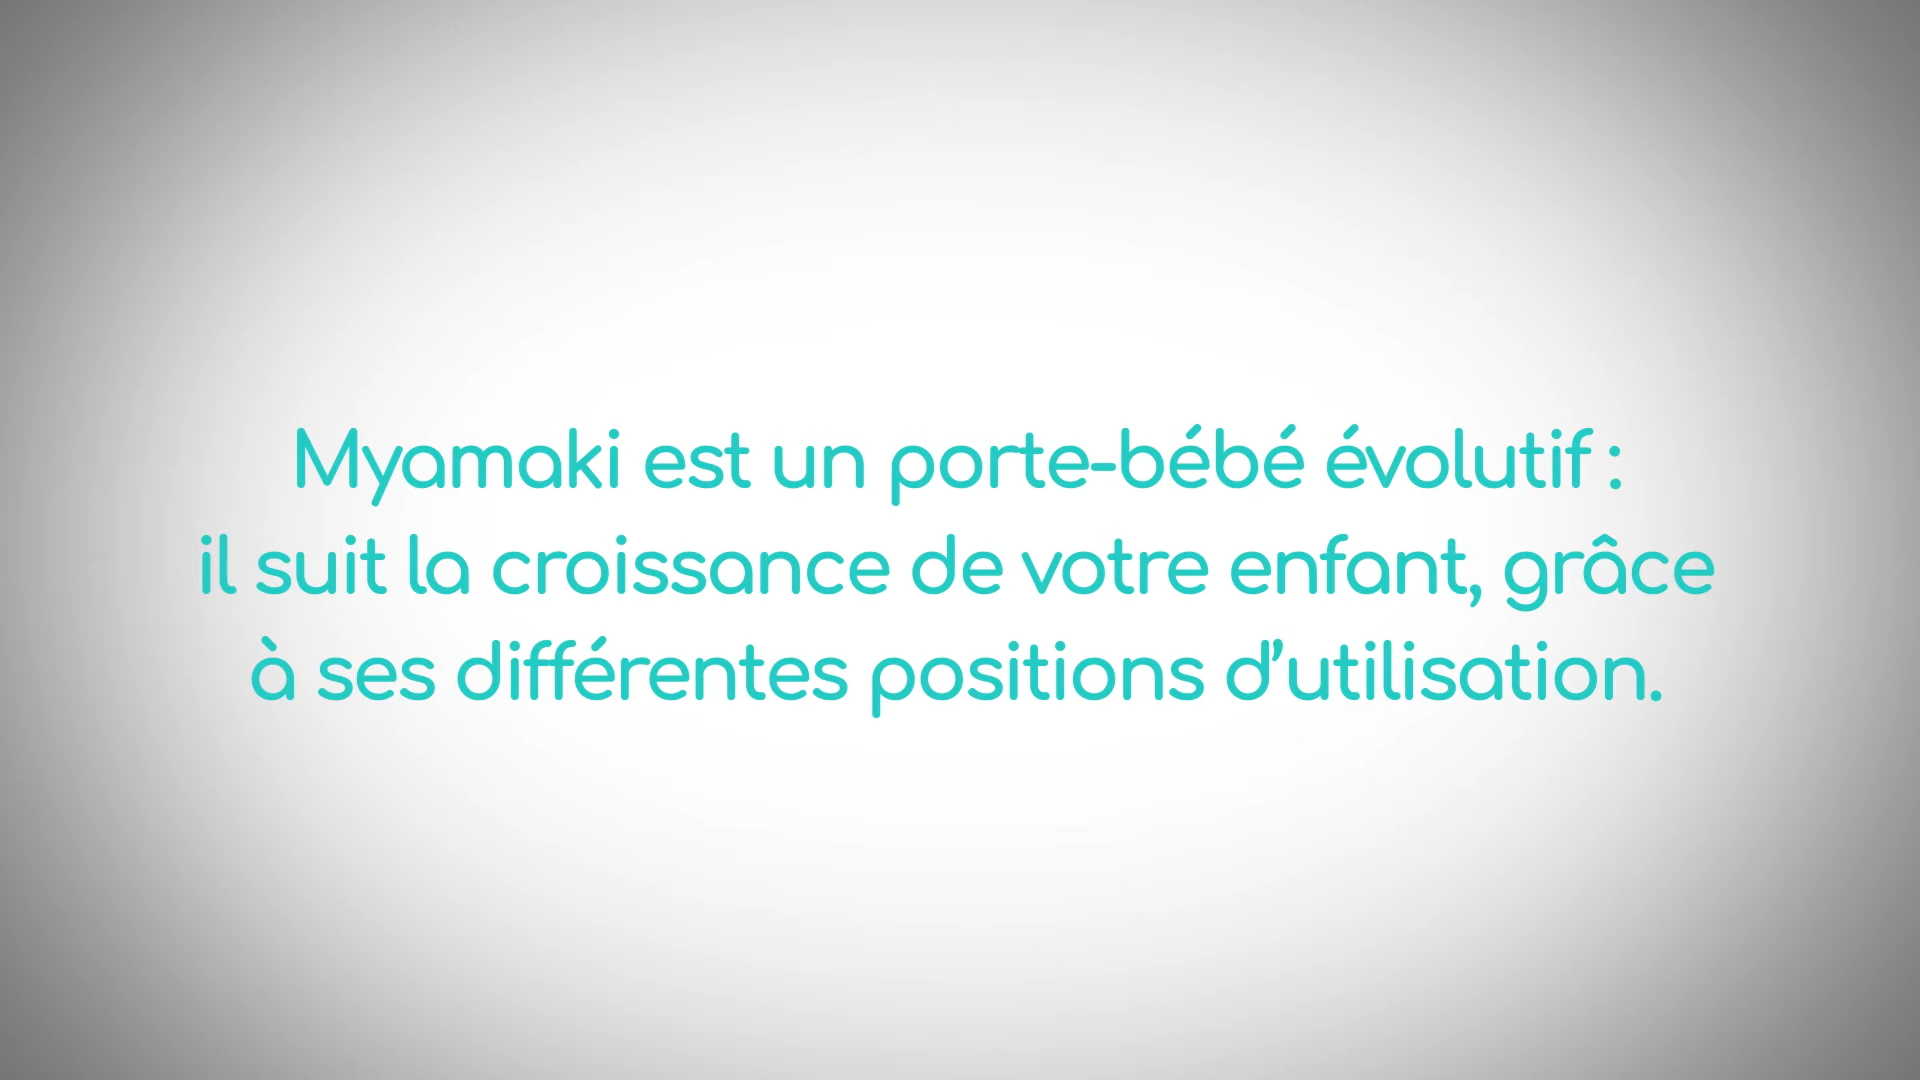 Myamaki est un porte-bébé évolutif :
il suit la croissance de votre enfant, grâce
à ses différentes positions d’utilisation.